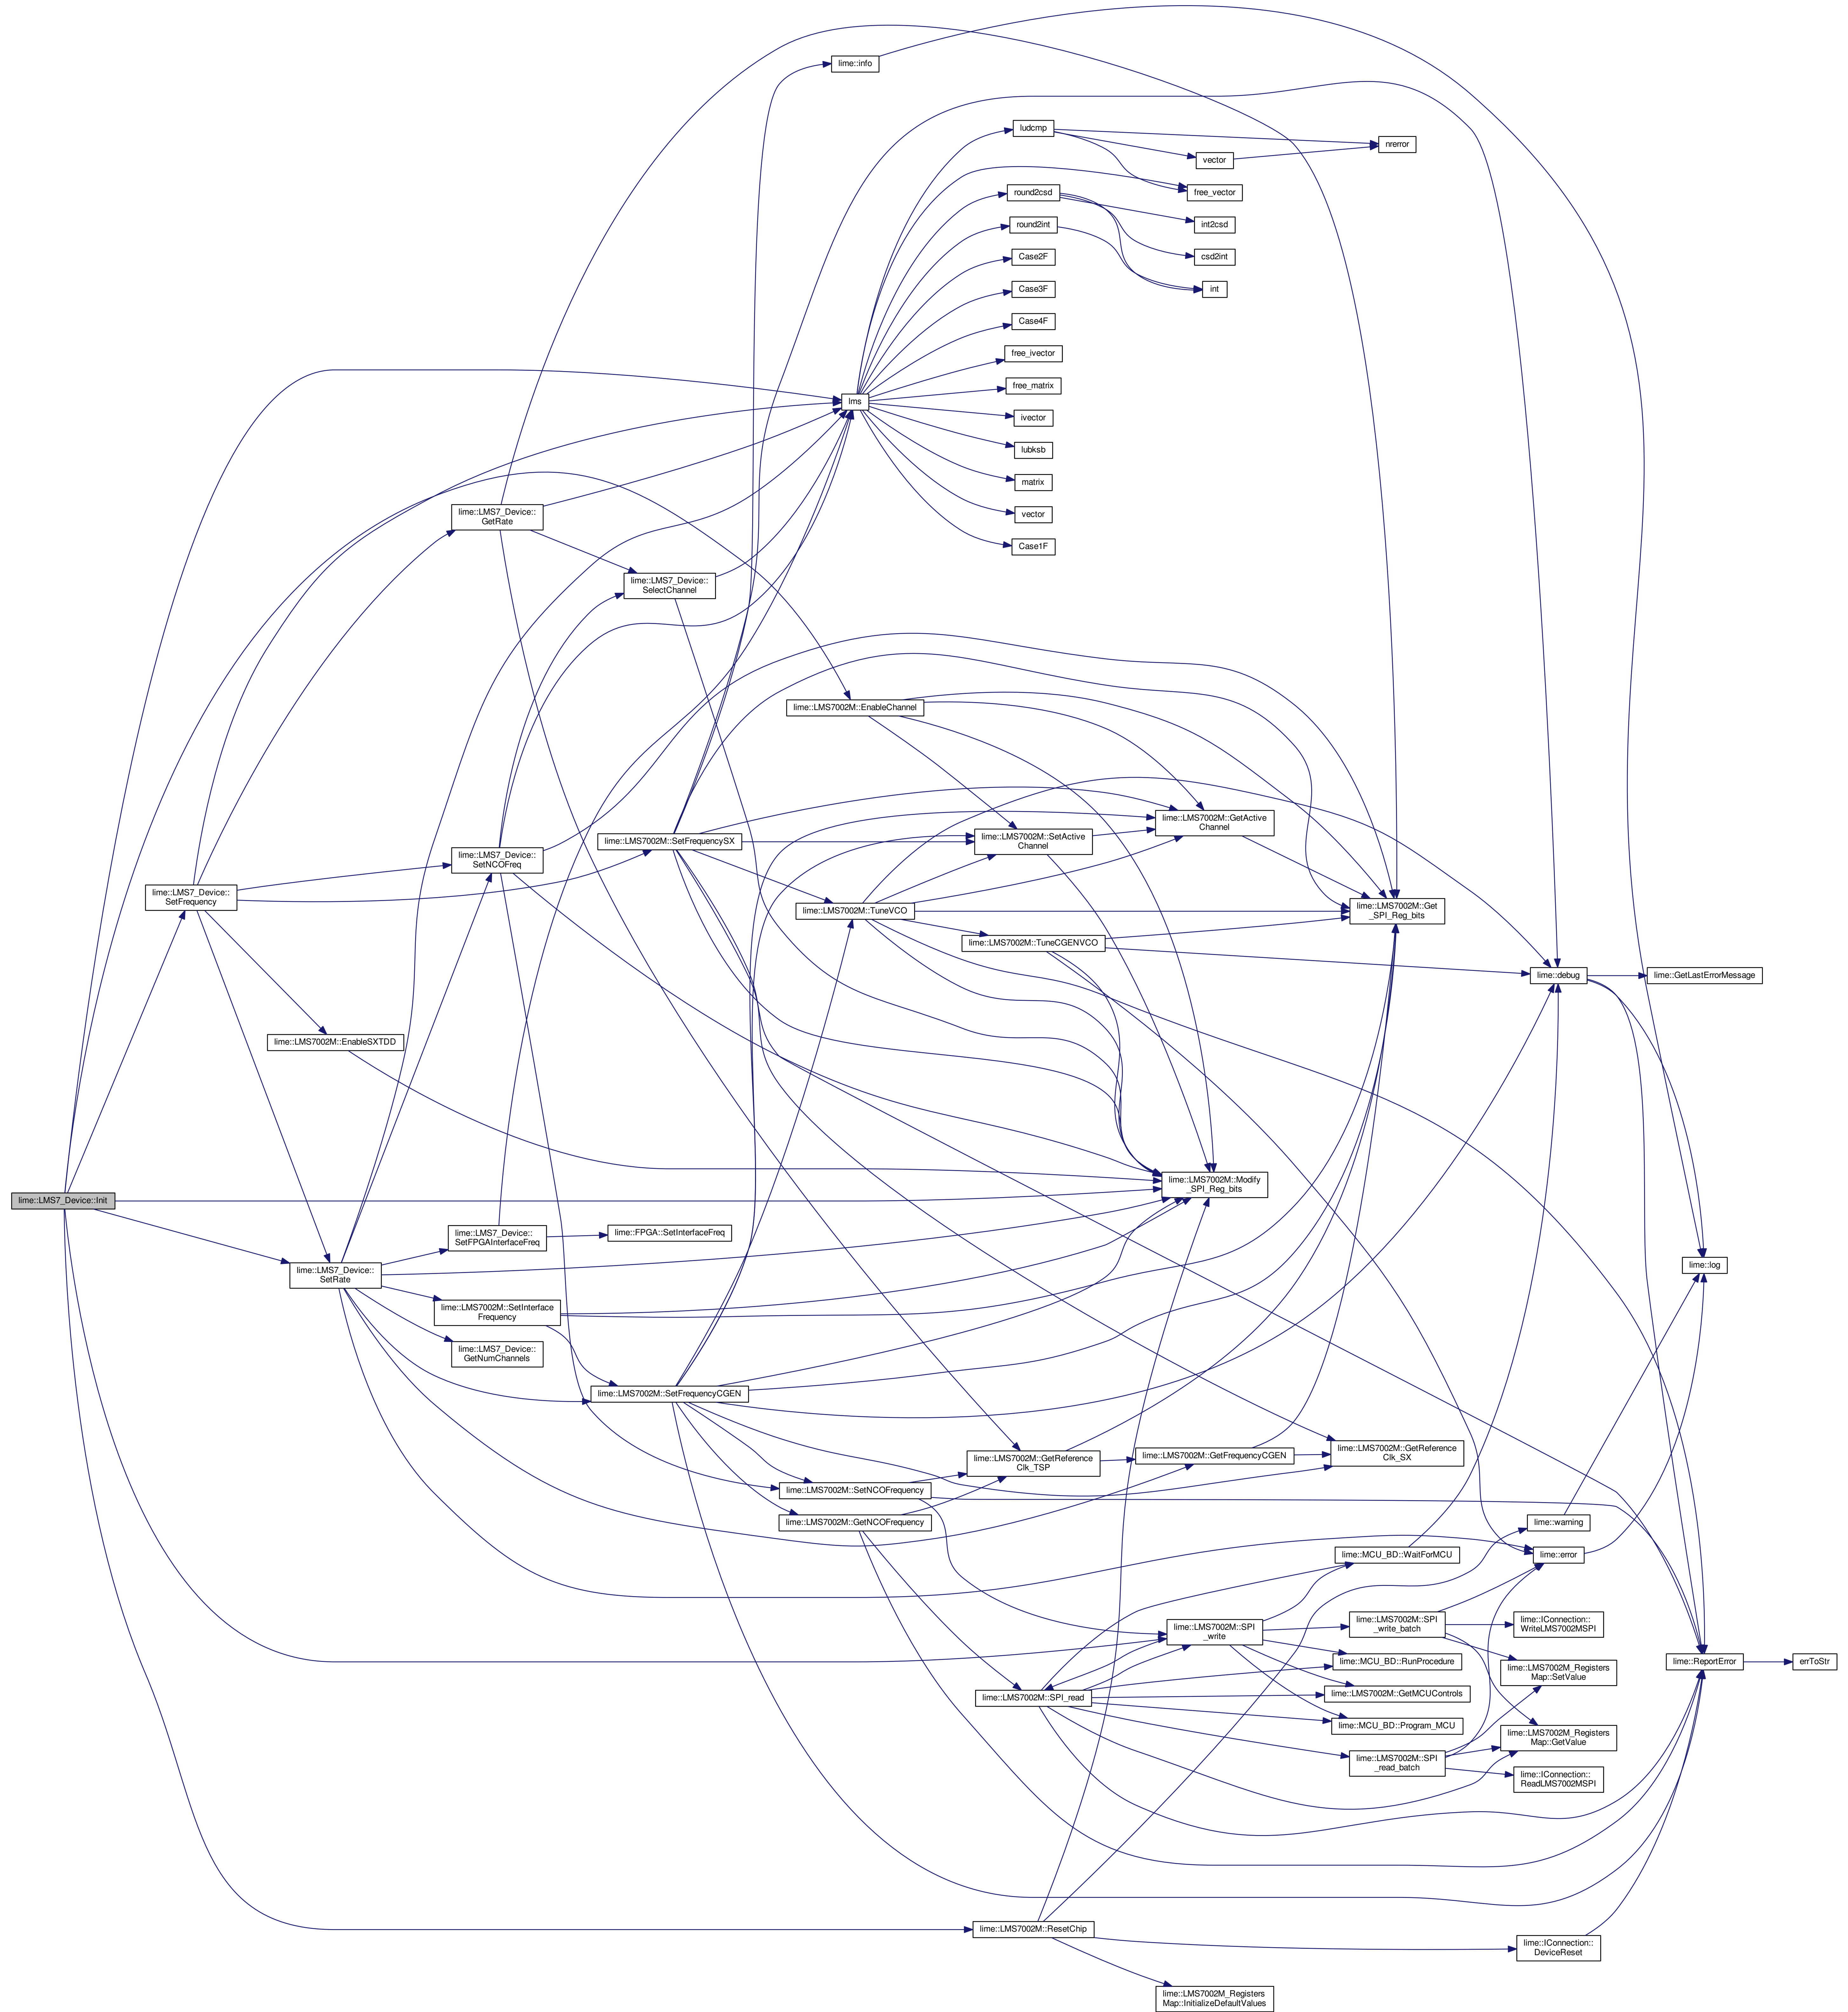 lime::info
ludcmp
nrerror
vector
round2csd
free_vector
round2int
int2csd
Case2F
csd2int
Case3F
int
Case4F
free_ivector
free_matrix
lms
ivector
lubksb
matrix
vector
Case1F
lime::LMS7_Device::
GetRate
lime::LMS7_Device::
SelectChannel
lime::LMS7002M::EnableChannel
lime::LMS7002M::GetActive
Channel
lime::LMS7002M::SetFrequencySX
lime::LMS7002M::SetActive
Channel
lime::LMS7_Device::
SetNCOFreq
lime::LMS7_Device::
SetFrequency
lime::LMS7002M::TuneVCO
lime::LMS7002M::Get
_SPI_Reg_bits
lime::LMS7002M::TuneCGENVCO
lime::debug
lime::GetLastErrorMessage
lime::LMS7002M::EnableSXTDD
lime::LMS7002M::Modify
_SPI_Reg_bits
lime::LMS7_Device::Init
lime::LMS7_Device::
SetFPGAInterfaceFreq
lime::FPGA::SetInterfaceFreq
lime::LMS7_Device::
SetRate
lime::log
lime::LMS7002M::SetInterface
Frequency
lime::LMS7_Device::
GetNumChannels
lime::LMS7002M::SetFrequencyCGEN
lime::LMS7002M::GetReference
Clk_TSP
lime::LMS7002M::GetFrequencyCGEN
lime::LMS7002M::GetReference
Clk_SX
lime::LMS7002M::SetNCOFrequency
lime::LMS7002M::GetNCOFrequency
lime::warning
lime::MCU_BD::WaitForMCU
lime::error
lime::LMS7002M::SPI
_write
lime::LMS7002M::SPI
_write_batch
lime::IConnection::
WriteLMS7002MSPI
lime::MCU_BD::RunProcedure
lime::ReportError
errToStr
lime::LMS7002M_Registers
Map::SetValue
lime::LMS7002M::SPI_read
lime::LMS7002M::GetMCUControls
lime::MCU_BD::Program_MCU
lime::LMS7002M_Registers
Map::GetValue
lime::LMS7002M::SPI
_read_batch
lime::IConnection::
ReadLMS7002MSPI
lime::LMS7002M::ResetChip
lime::IConnection::
DeviceReset
lime::LMS7002M_Registers
Map::InitializeDefaultValues